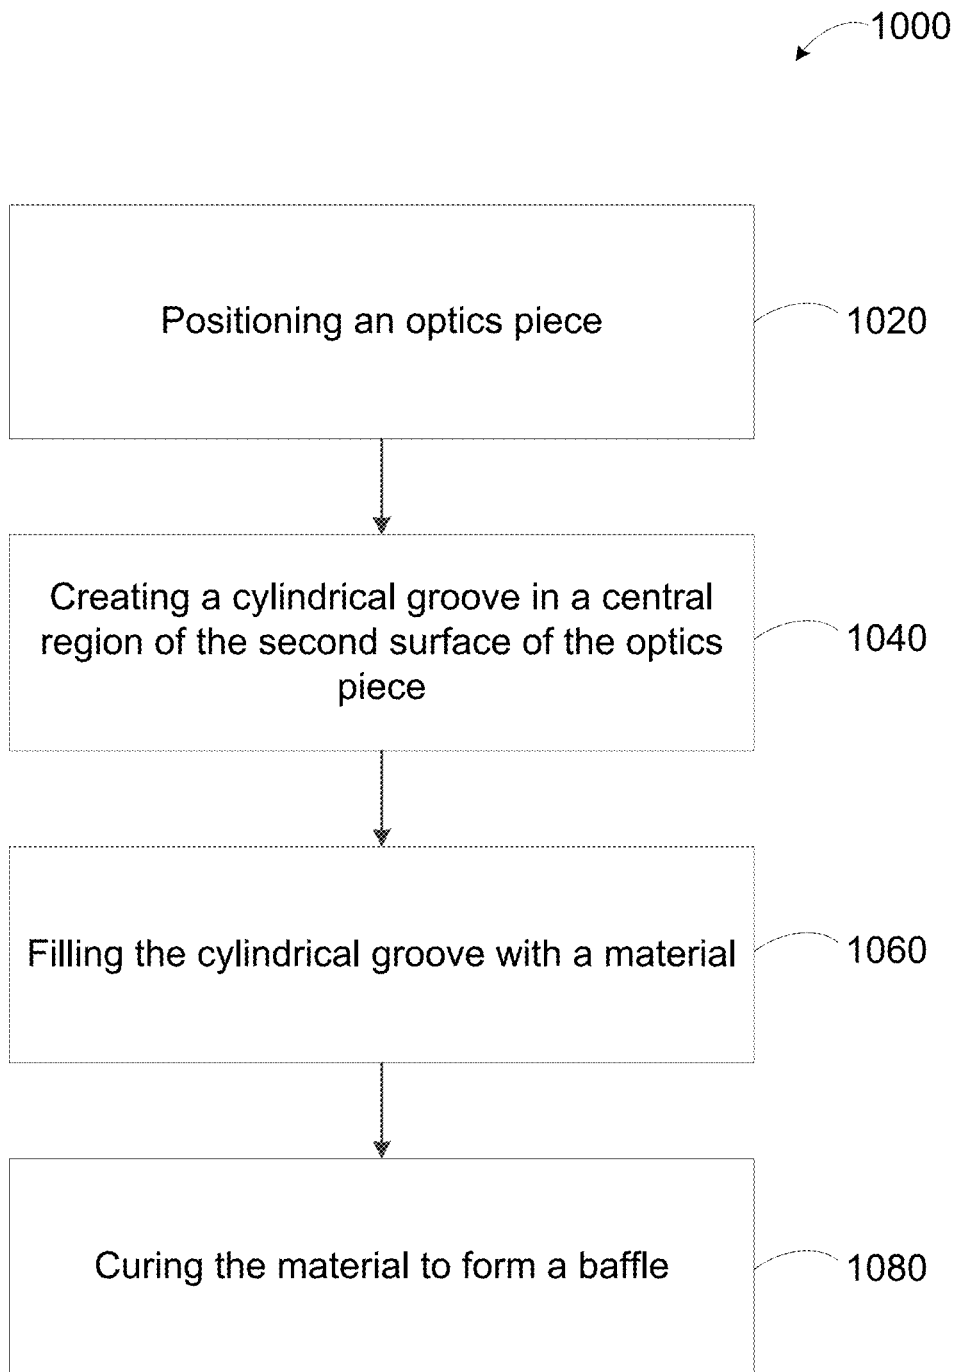 1000
Positioning an optics piece
1020
Creating a cylindrical groove in a central
region of the second surface of the optics
piece
1040
Filling the cylindrical groove with a material
1060
Curing the material to form a baffle
1080